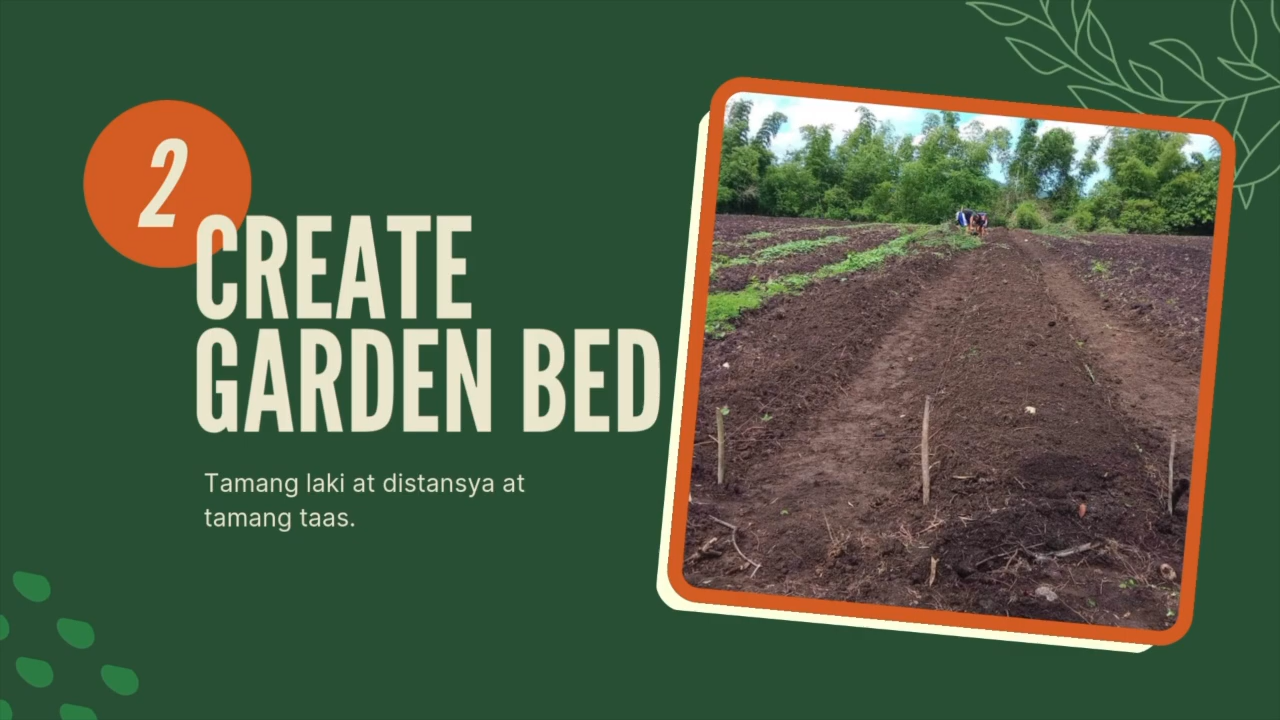 2
CREATE
GARDEN BED
Tamang laki at distansya at
tamang taas.